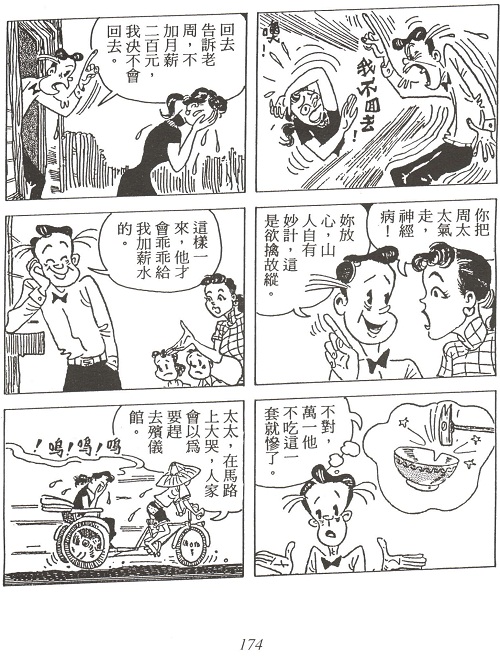 我不回去!
回去
告訴老
周,不
加月薪
二百元,
我決不會
回去。
你把
周太
太氣
走,
神經
病!
妳放
心,山
人自有
妙計,這
是欲擒故縱。
這樣一
來,他才
會乖乖給
我加薪水
的。
不對,
萬一他
不吃這一
套就慘了。
太太,在馬路
上大哭,人家
會以爲
要趕
去殯儀
館。
嗚!嗚!嗚!
174